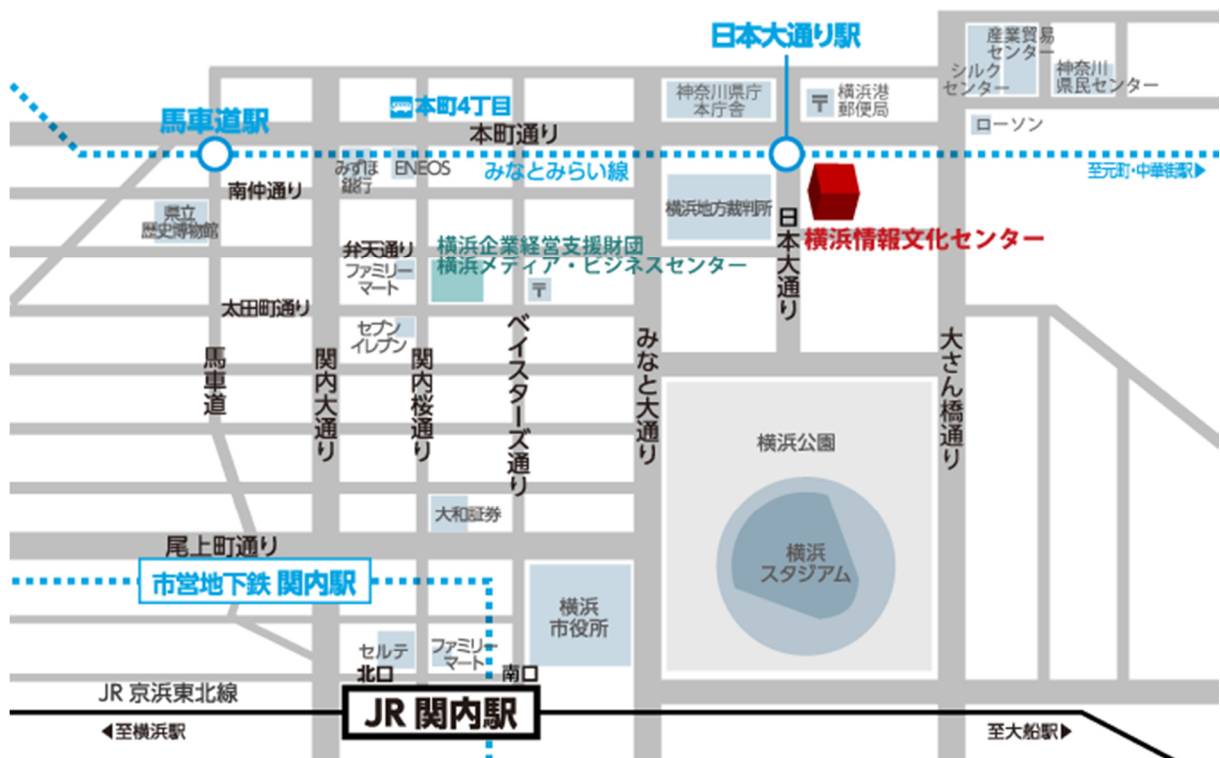 日本大通り駅
産業貿易
センター
シルク
センター
神奈川
県民センター
神奈川県庁
本庁舎
〒
横浜港
郵便局
本町4丁目
馬車道駅
本町通り
ローソン
みずほ
銀行
ENEOS
みなとみらい線
至元町・中華街駅▶
南仲通り
県立
歴史博物館
横浜地方裁判所
日本大通り
横浜情報文化センター
弁天通り
横浜企業経営支援財団
横浜メディア・ビジネスセンター
ファミリー
マート
〒
太田町通り
セブン
イレブン
馬車道
関内大通り
関内桜通り
ベイスターズ通り
みなと大通り
大さん橋通り
横浜公園
大和証券
尾上町通り
横浜
スタジアム
市営地下鉄 関内駅
横浜
市役所
セルテ
ファミリー
マート
北口
南口
JR 京浜東北線
JR 関内駅
◀至横浜駅
至大船駅▶